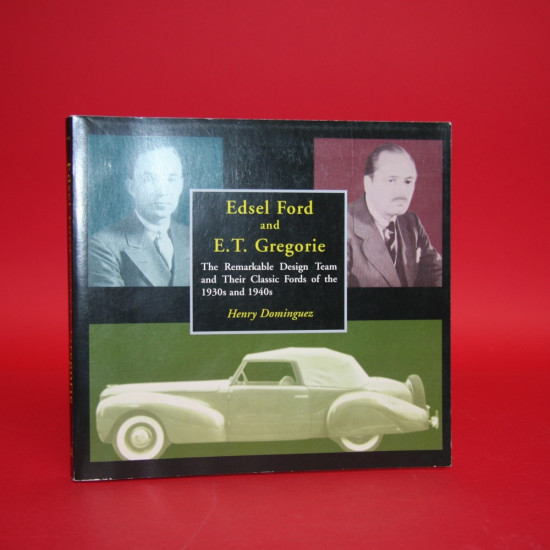 Edsel Ford
and
E.T. Gregorie
The Remarkable Design Team
and Their Classic Fords of the
1930s and 1940s
Henry Dominguez